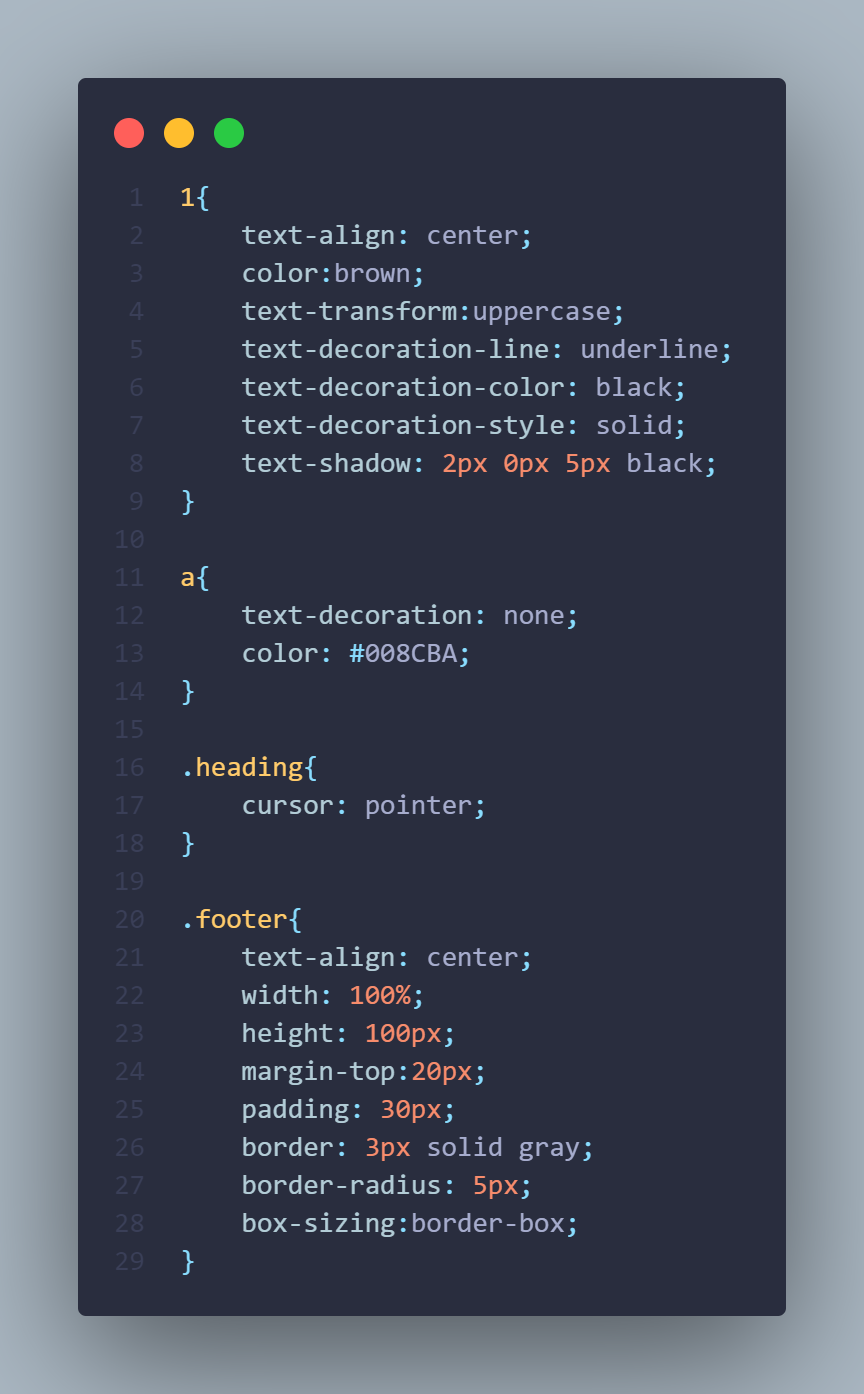 1 1{
2     text-align: center;
3     color:brown;
4     text-transform:uppercase;
5     text-decoration-line: underline;
6     text-decoration-color: black;
7     text-decoration-style: solid;
8     text-shadow: 2px 0px 5px black;
9 }
10
11 a{
12     text-decoration: none;
13     color: #008CBA;
14 }
15
16 .heading{
17     cursor: pointer;
18 }
19
20 .footer{
21     text-align: center;
22     width: 100%;
23     height: 100px;
24     margin-top:20px;
25     padding: 30px;
26     border: 3px solid gray;
27     border-radius: 5px;
28     box-sizing:border-box;
29 }